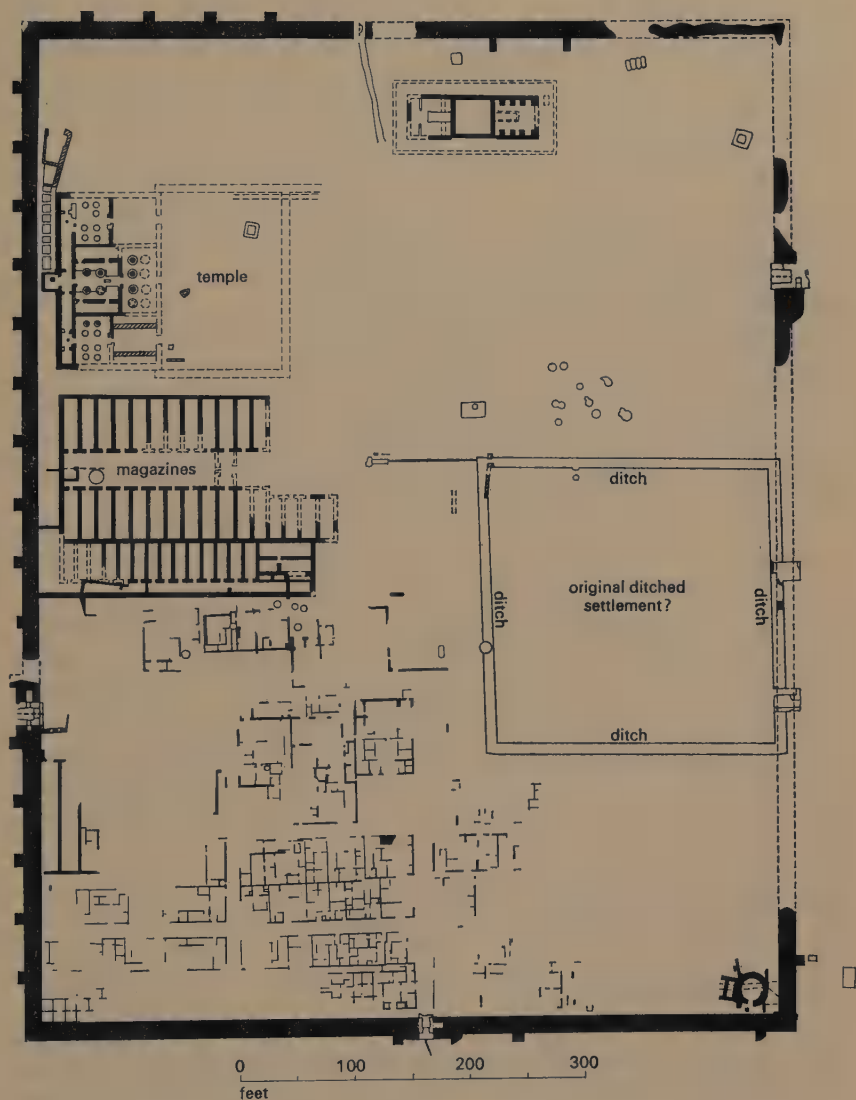 temple
magazines
ditch
original ditched
settlement?
ditch
ditch
ditch
0 100 200 300
feet